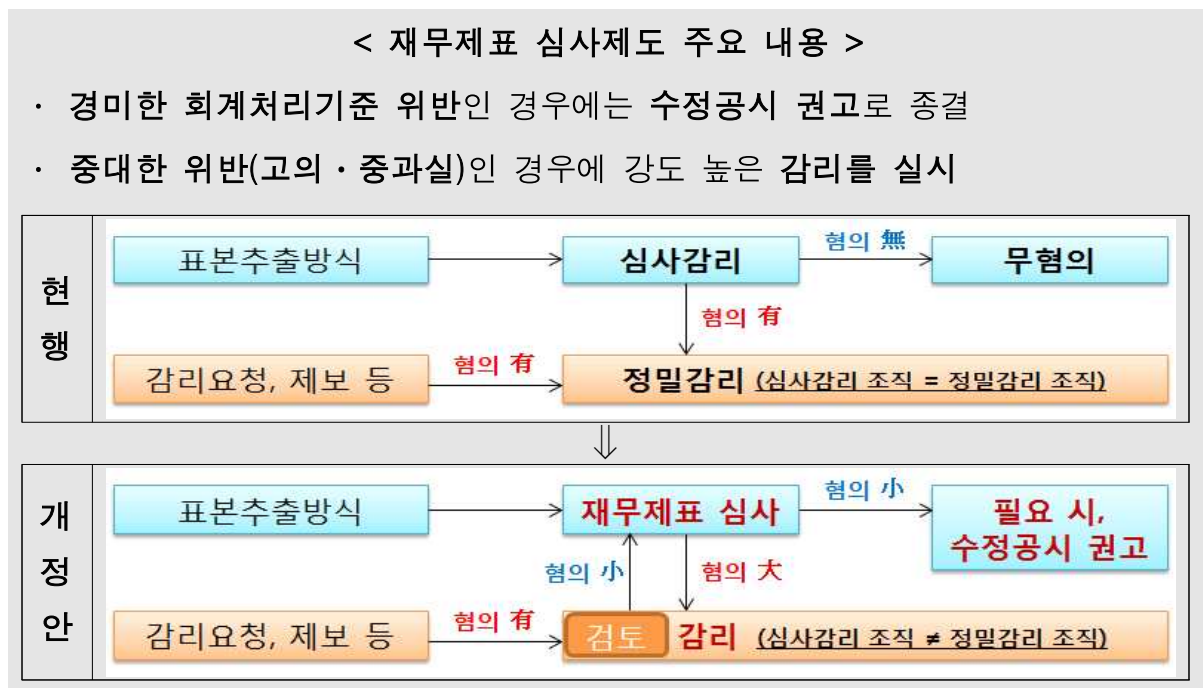 < 재무제표 심사제도 주요 내용 >
· 경미한 회계처리기준 위반인 경우에는 수정공시 권고로 종결
· 중대한 위반(고의·중과실)인 경우에 강도 높은 감리를 실시
현행
표본추출방식
심사감리
혐의 無
무혐의
혐의 有
감리요청, 제보 등
혐의 有
정밀감리 (심사감리 조직 = 정밀감리 조직)
⇓
개정안
표본추출방식
재무제표 심사
혐의 小
필요 시,
수정공시 권고
혐의 小
혐의 大
감리요청, 제보 등
혐의 有
검토 감리 (심사감리 조직 ≠ 정밀감리 조직)